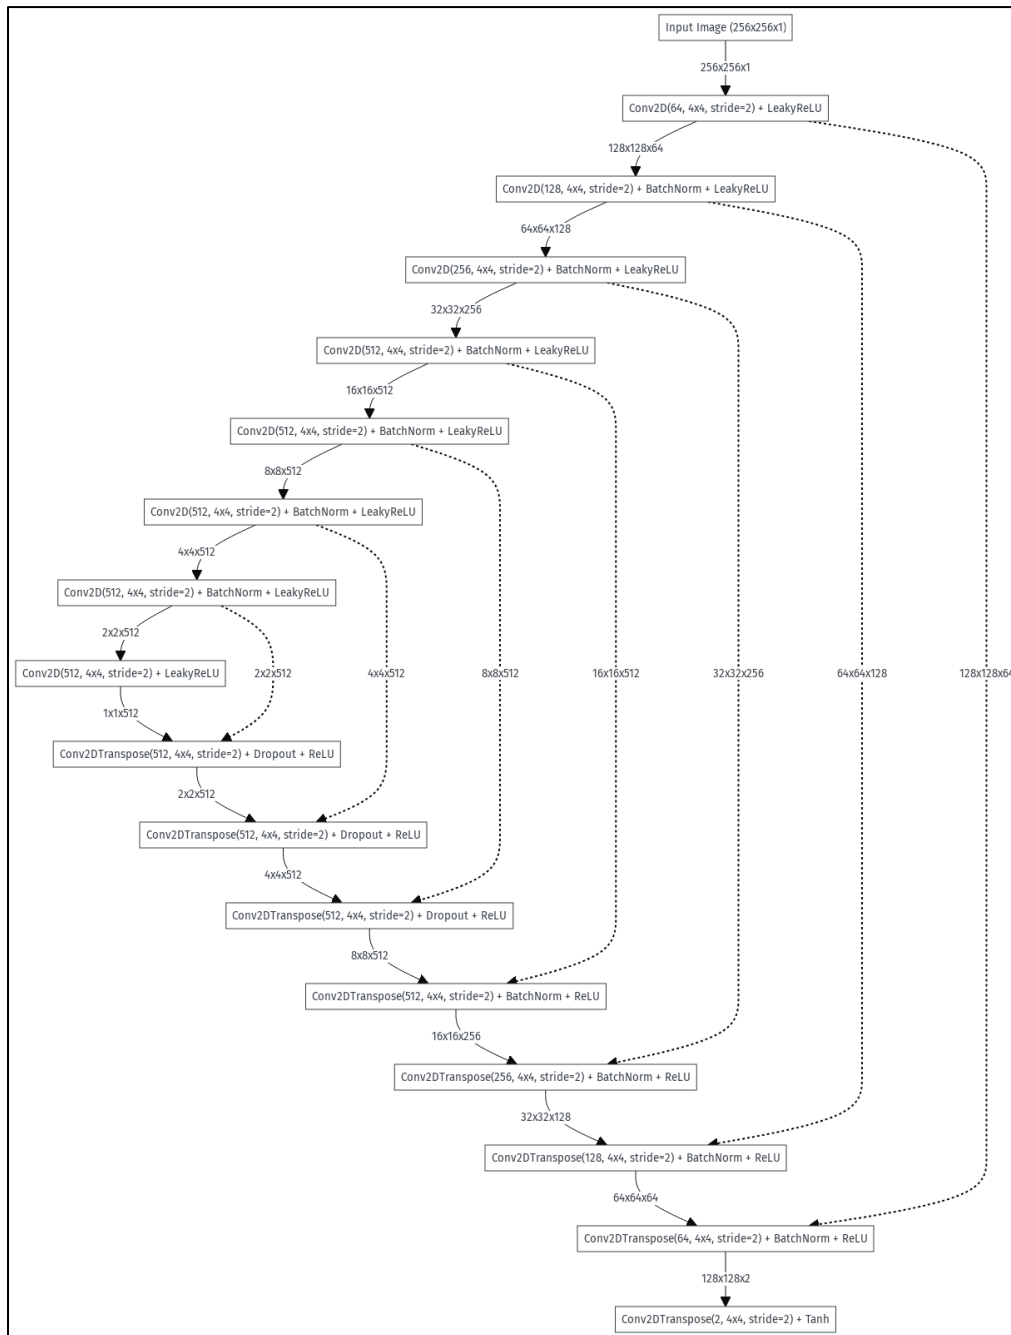 Input Image (256x256x1)
256x256x1
Conv2D(64, 4x4, stride=2) + LeakyReLU
128x128x64
Conv2D(128, 4x4, stride=2) + BatchNorm + LeakyReLU
64x64x128
Conv2D(256, 4x4, stride=2) + BatchNorm + LeakyReLU
32x32x256
Conv2D(512, 4x4, stride=2) + BatchNorm + LeakyReLU
16x16x512
Conv2D(512, 4x4, stride=2) + BatchNorm + LeakyReLU
8x8x512
Conv2D(512, 4x4, stride=2) + BatchNorm + LeakyReLU
4x4x512
Conv2D(512, 4x4, stride=2) + BatchNorm + LeakyReLU
2x2x512
Conv2D(512, 4x4, stride=2) + LeakyReLU
2x2x512
4x4x512
8x8x512
16x16x512
32x32x256
64x64x128
128x128x64
1x1x512
Conv2DTranspose(512, 4x4, stride=2) + Dropout + ReLU
2x2x512
Conv2DTranspose(512, 4x4, stride=2) + Dropout + ReLU
4x4x512
Conv2DTranspose(512, 4x4, stride=2) + Dropout + ReLU
8x8x512
Conv2DTranspose(512, 4x4, stride=2) + BatchNorm + ReLU
16x16x256
Conv2DTranspose(256, 4x4, stride=2) + BatchNorm + ReLU
32x32x128
Conv2DTranspose(128, 4x4, stride=2) + BatchNorm + ReLU
64x64x64
Conv2DTranspose(64, 4x4, stride=2) + BatchNorm + ReLU
128x128x2
Conv2DTranspose(2, 4x4, stride=2) + Tanh